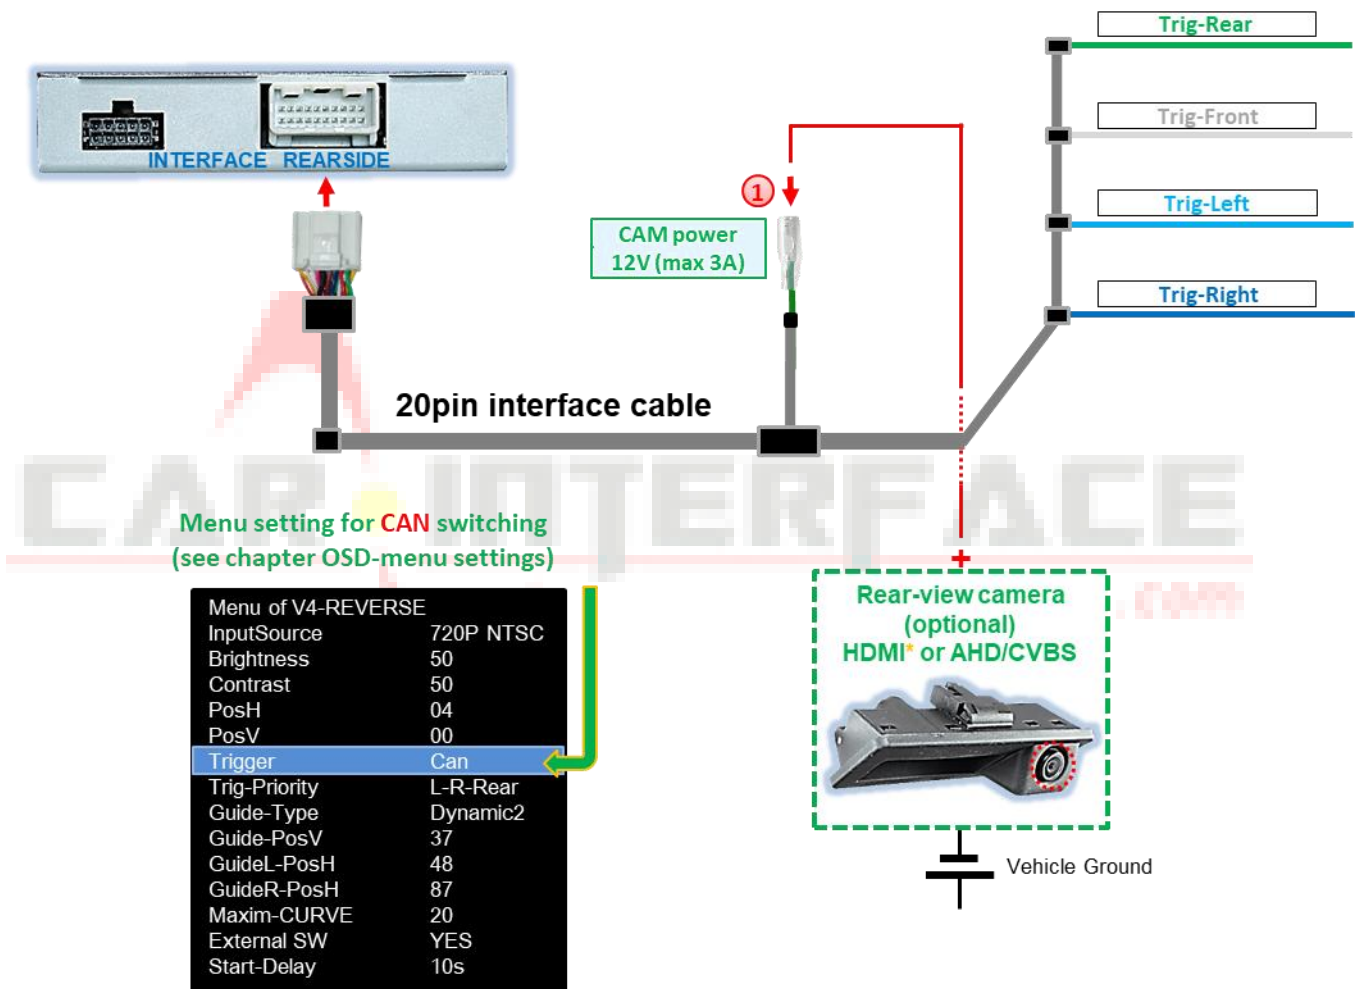 Trig-Rear
Trig-Front
Trig-Left
Trig-Right
INTERFACE REARSIDE
1
CAM power
12V (max 3A)
20pin interface cable
CAR INTERFACE
.com
Menu setting for CAN switching
(see chapter OSD-menu settings)
Menu of V4-REVERSE
InputSource 720P NTSC
Brightness 50
Contrast 50
PosH 04
PosV 00
Trigger Can
Trig-Priority L-R-Rear
Guide-Type Dynamic2
Guide-PosV 37
GuideL-PosH 48
GuideR-PosH 87
Maxim-CURVE 20
External SW YES
Start-Delay 10s
+
Rear-view camera
(optional)
HDMI* or AHD/CVBS
Vehicle Ground